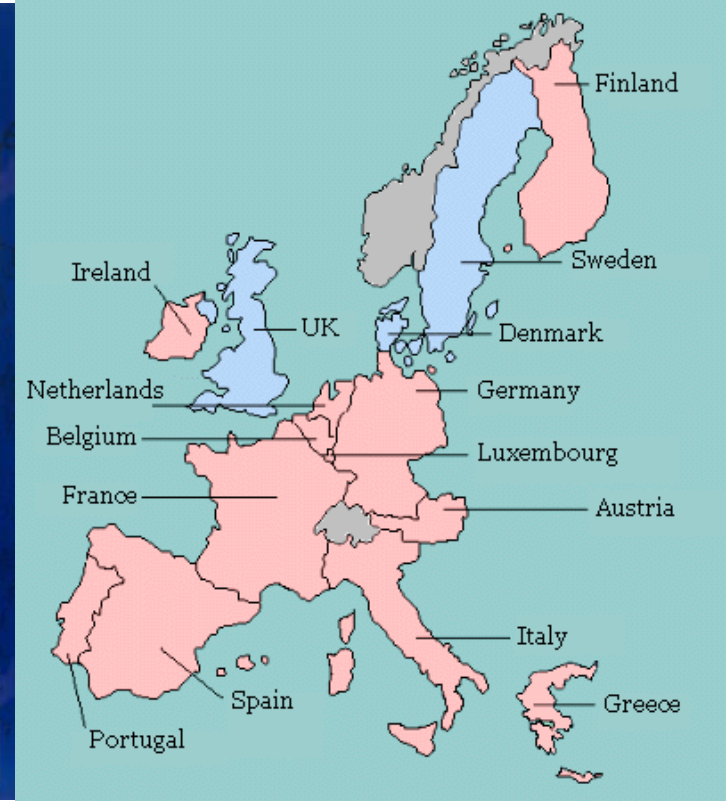 Finland
Sweden
Ireland
UK
Denmark
Netherlands
Germany
Belgium
Luxembourg
France
Austria
Italy
Spain
Greece
Portugal